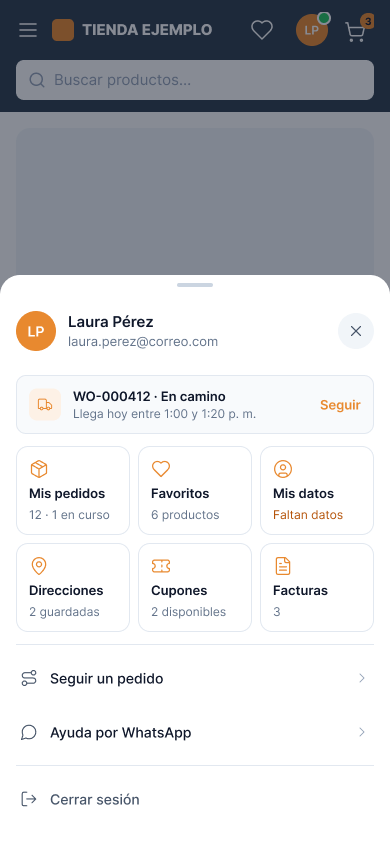 TIENDA EJEMPLO
LP
3
Buscar productos...
LP
Laura Pérez
laura.perez@correo.com
WO-000412 · En camino
Llega hoy entre 1:00 y 1:20 p. m.
Seguir
Mis pedidos
12 · 1 en curso
Favoritos
6 productos
Mis datos
Faltan datos
Direcciones
2 guardadas
Cupones
2 disponibles
Facturas
3
Seguir un pedido
Ayuda por WhatsApp
Cerrar sesión